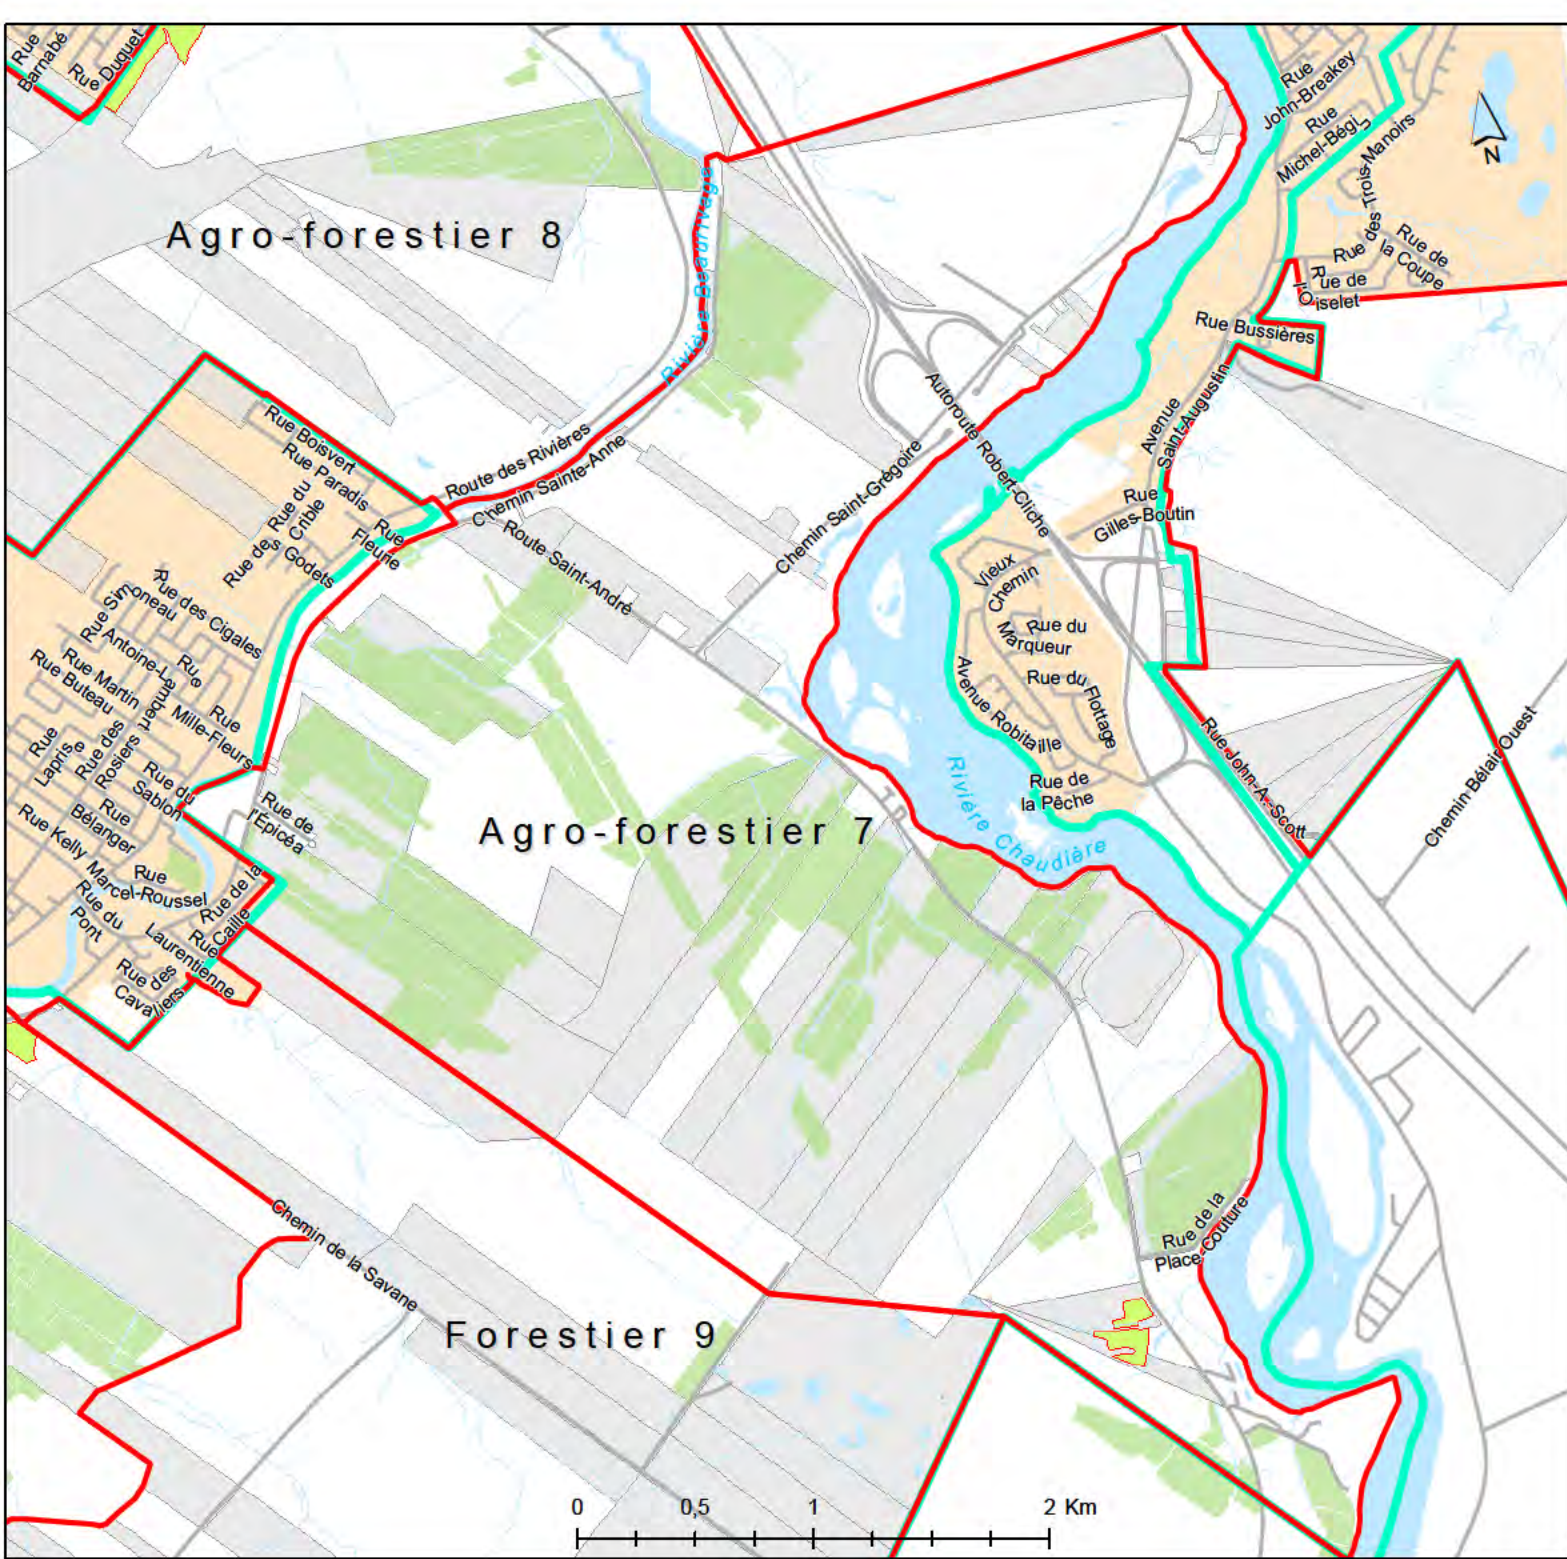 Rue
Barnabé
Rue Duquet
Rue
John-Breakey
Rue
Michel-Bégi
Rue des Trois-Manoirs
N
Rue de
la Coupe
Rue de
l'Oiselet
Rue Bussières
Agro-forestier 8
Rivière Beaurivage
Autoroute Robert-Cliche
Avenue
Saint-Augustin
Rue Boisvert
Rue Paradis
Rue du
Crible
Rue des Godets
Rue
Fleurie
Route des Rivières
Chemin Sainte-Anne
Route Saint-André
Chemin Saint-Grégoire
Rue
Gilles-Boutin
Vieux
Chemin
Rue du
Marqueur
Rue du Flottage
Avenue Robitaille
Rue de
la Pêche
Rue des Cigales
Rue Simoneau
Rue
Antoine-Lambert
Rue Martin
Rue Buteau
Rue
Mille-Fleurs
Rue des
Rosiers
Rue
Laprise
Rue du
Sablon
Rue
Bélanger
Rue Kelly
Rue
Marcel-Roussel
Rue de
l'Épicéa
Rue de la
Caille
Rue du
Pont
Rue
Laurentienne
Rue des
Cavaliers
Agro-forestier 7
Rivière Chaudière
Rue John-A.-Scott
Chemin Bélair Ouest
Rue de la
Place-Couture
Chemin de la Savane
Forestier 9
0 0,5 1 2 Km